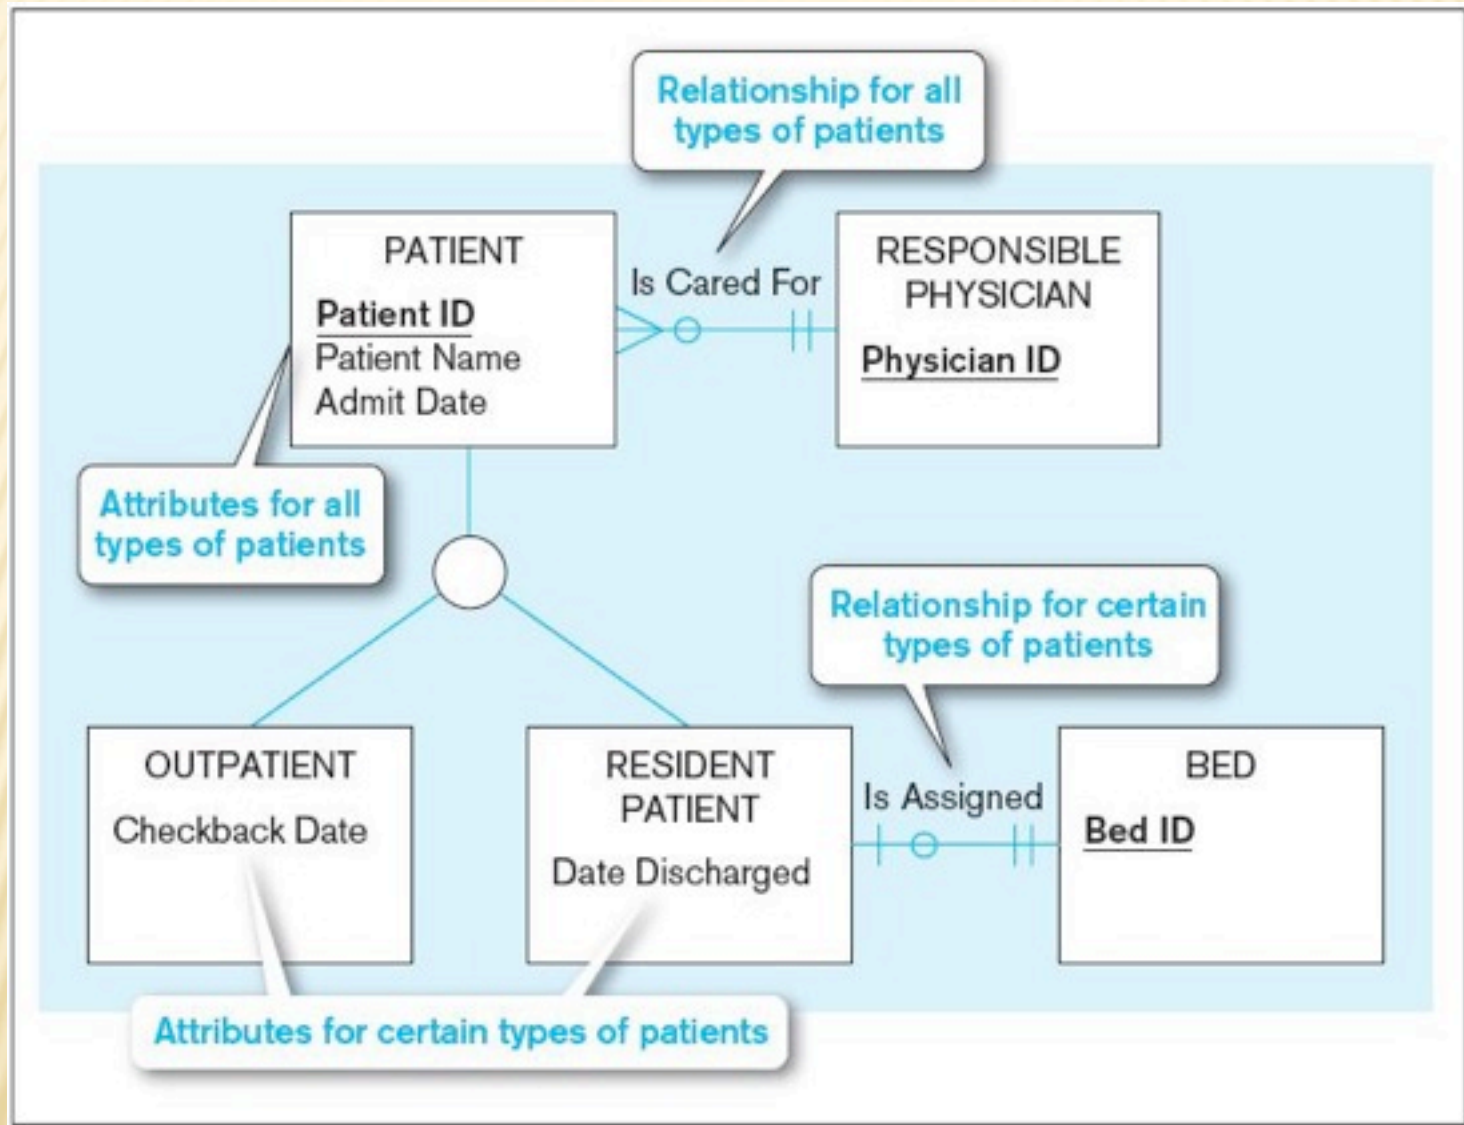 Relationship for all
types of patients
PATIENT
Patient ID
Patient Name
Admit Date
Is Cared For
RESPONSIBLE
PHYSICIAN
Physician ID
Attributes for all
types of patients
Relationship for certain
types of patients
OUTPATIENT
Checkback Date
RESIDENT
PATIENT
Date Discharged
Is Assigned
BED
Bed ID
Attributes for certain types of patients